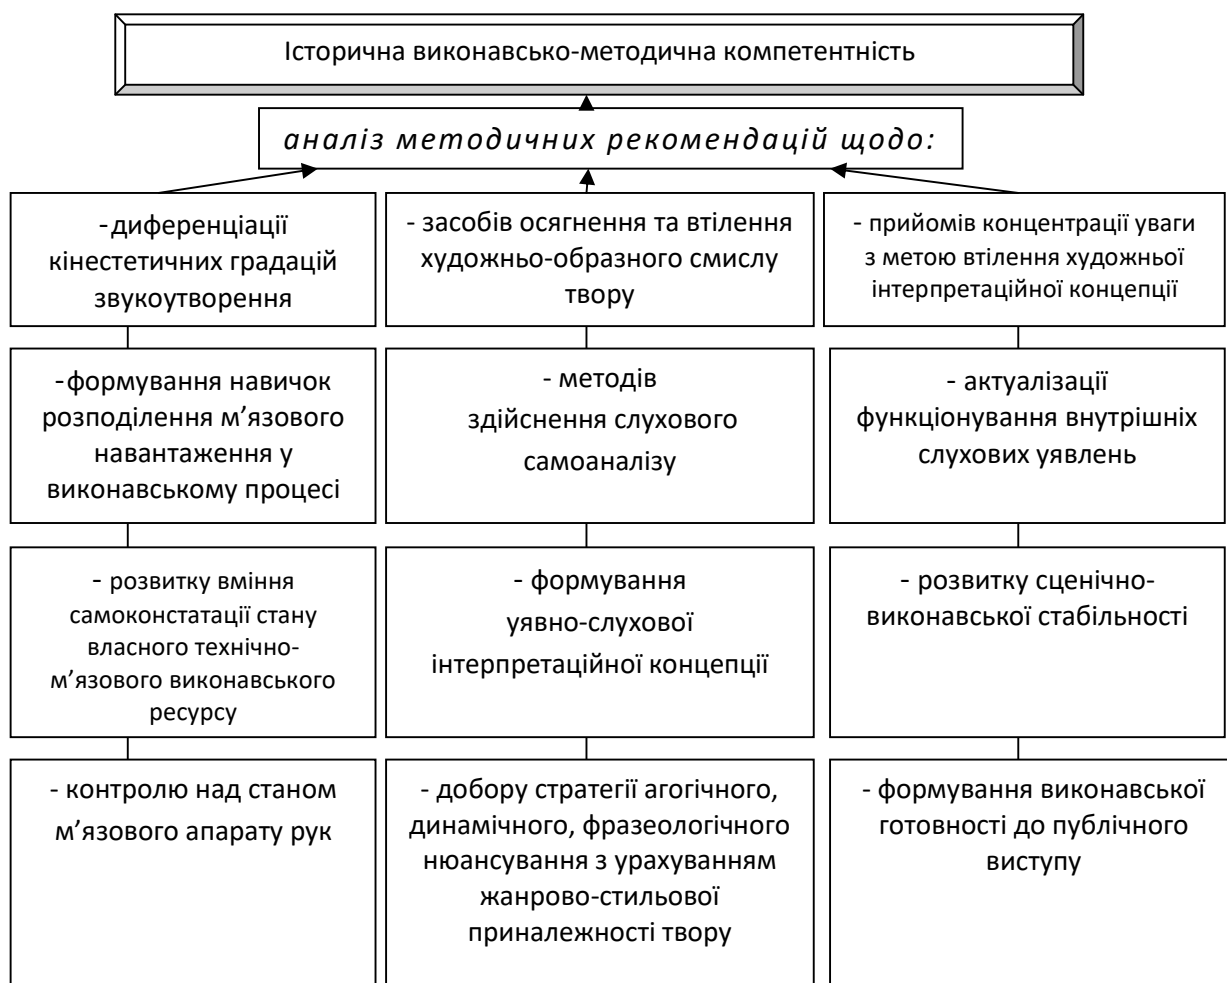 Історична виконавсько-методична компетентність
аналіз методичних рекомендацій щодо:
-диференціації
кінестетичних градацій
звукоутворення
- засобів осягнення та втілення
художньо-образного смислу
твору
- прийомів концентрації уваги
з метою втілення художньої
інтерпретаційної концепції
-формування навичок
розподілення м’язового
навантаження у
виконавському процесі
- методів
здійснення слухового
самоаналізу
- актуалізації
функціонування внутрішніх
слухових уявлень
- розвитку вміння
самоконстатації стану
власного технічно-
м’язового виконавського
ресурсу
- формування
уявно-слухової
інтерпретаційної концепції
- розвитку сценічно-
виконавської стабільності
- контролю над станом
м’язового апарату рук
- добору стратегії агогічного,
динамічного, фразеологічного
нюансування з урахуванням
жанрово-стильової
приналежності твору
- формування виконавської
готовності до публічного
виступу